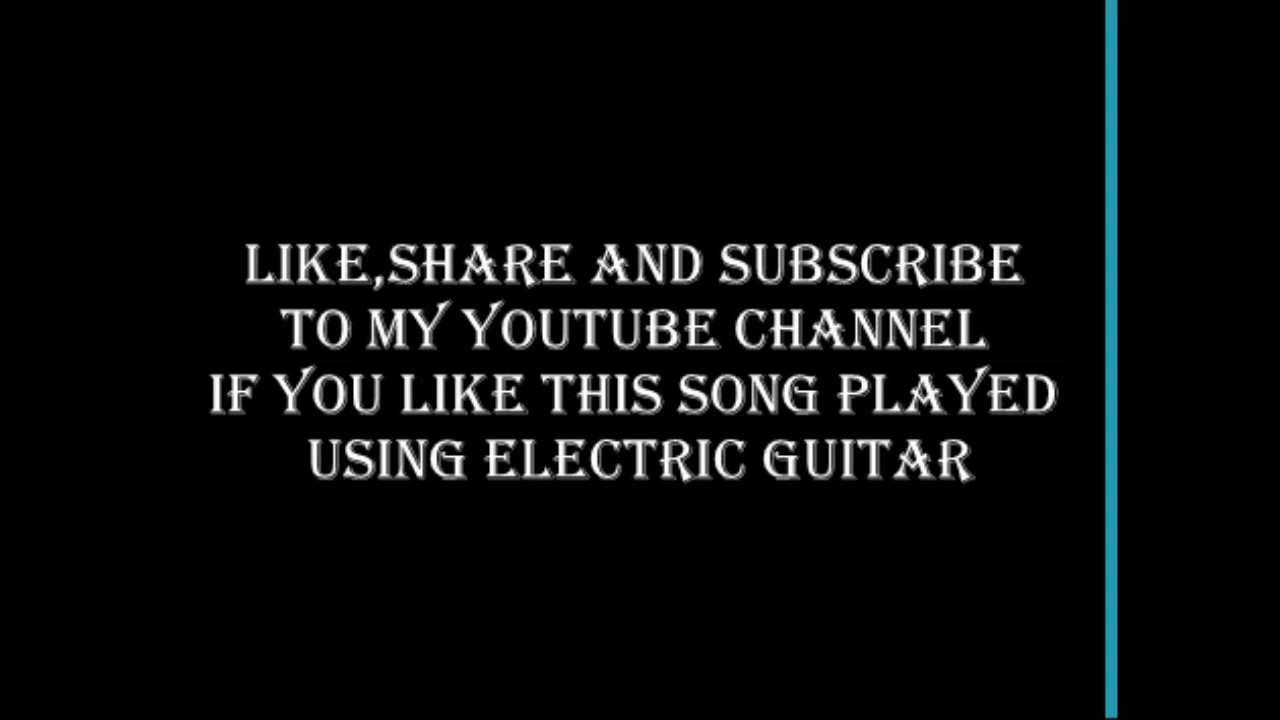 LIKE,SHARE AND SUBSCRIBE
TO MY YOUTUBE CHANNEL
IF YOU LIKE THIS SONG PLAYED
USING ELECTRIC GUITAR